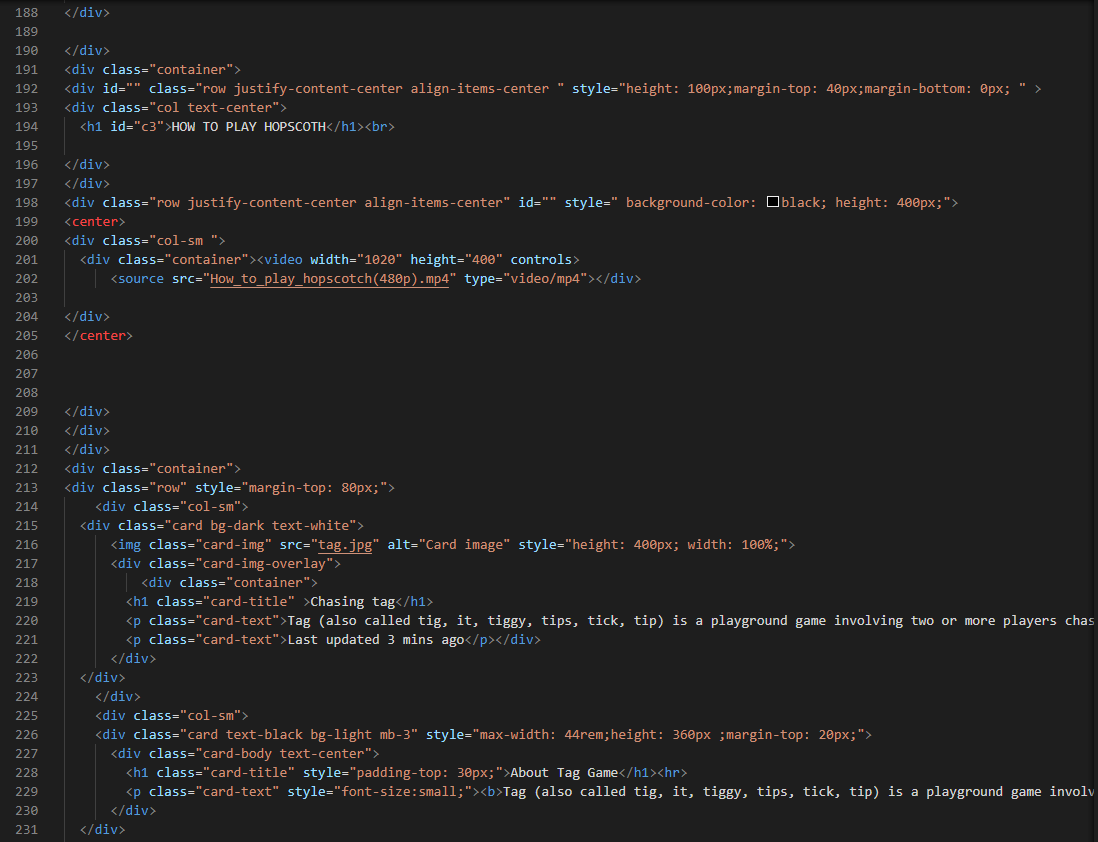 188 </div>
189
190 </div>
191 <div class="container">
192 <div id="" class="row justify-content-center align-items-center " style="height: 100px;margin-top: 40px;margin-bottom: 0px; " >
193 <div class="col text-center">
194 <h1 id="c3">HOW TO PLAY HOPSCOTH</h1><br>
195
196 </div>
197 </div>
198 <div class="row justify-content-center align-items-center" id="" style=" background-color: black; height: 400px;">
199 <center>
200 <div class="col-sm ">
201 <div class="container"><video width="1020" height="400" controls>
202 <source src="How_to_play_hopscotch(480p).mp4" type="video/mp4"></div>
203
204 </div>
205 </center>
206
207
208
209 </div>
210 </div>
211 </div>
212 <div class="container">
213 <div class="row" style="margin-top: 80px;">
214 <div class="col-sm">
215 <div class="card bg-dark text-white">
216 <img class="card-img" src="tag.jpg" alt="Card image" style="height: 400px; width: 100%;">
217 <div class="card-img-overlay">
218 <div class="container">
219 <h1 class="card-title" >Chasing tag</h1>
220 <p class="card-text">Tag (also called tig, it, tiggy, tips, tick, tip) is a playground game involving two or more players chas
221 <p class="card-text">Last updated 3 mins ago</p></div>
222 </div>
223 </div>
224 </div>
225 <div class="col-sm">
226 <div class="card text-black bg-light mb-3" style="max-width: 44rem;height: 360px ;margin-top: 20px;">
227 <div class="card-body text-center">
228 <h1 class="card-title" style="padding-top: 30px;">About Tag Game</h1><hr>
229 <p class="card-text" style="font-size:small;"><b>Tag (also called tig, it, tiggy, tips, tick, tip) is a playground game involv
230 </div>
231 </div>